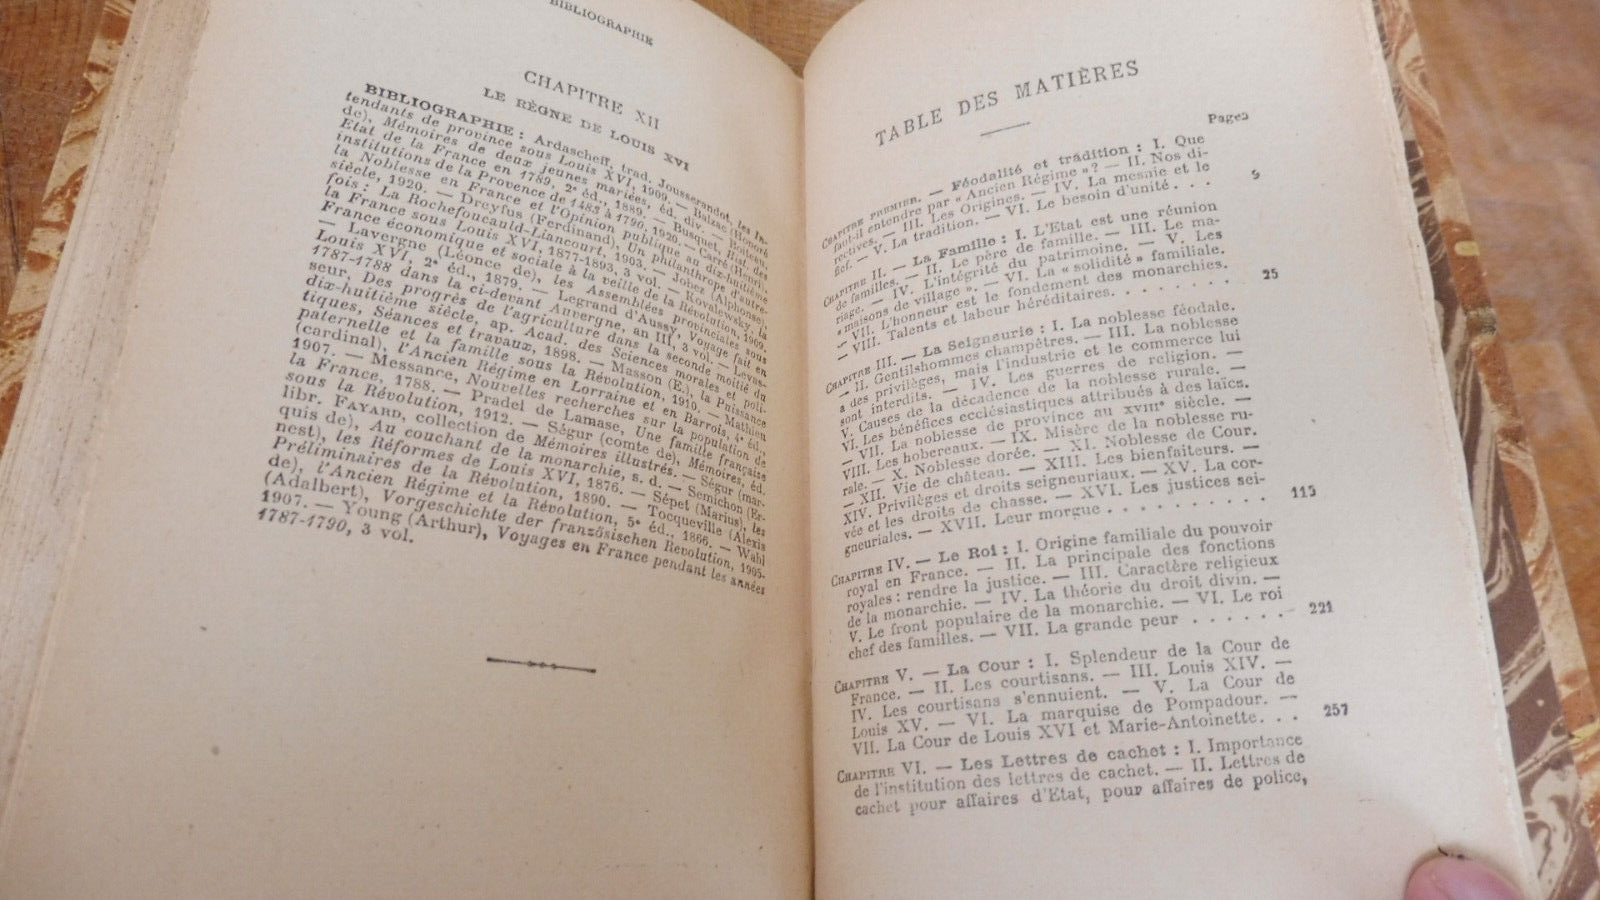 BIBLIOGRAPHIE
CHAPITRE XII
LE RÈGNE DE LOUIS XVI
BIBLIOGRAPHIE : Ardascheff, trad. Jousserandot, les In-
tendants de province sous Louis XVI, 1909. — Balzac (Honoré
de), Mémoires de deux jeunes mariées, éd. div. — Boiteau,
Etat de la France en 1789, 2e éd., 1889. — Busquet, Hist. des
institutions de la Provence de 1483 à 1790, 1920. — Carré (Henri),
la Noblesse en France et l'Opinion publique au dix-huitième
siècle, 1920. — Dreyfus (Ferdinand), Un philanthrope d'autre-
fois : La Rochefoucauld-Liancourt, 1903. — Jobez (Alphonse),
la France sous Louis XVI, 1877-1893, 3 vol. — Kovalewsky, la
France économique et sociale à la veille de la Révolution, 1909.
— Lavergne (Léonce de), les Assemblées provinciales sous
Louis XVI, 2e éd., 1879. — Legrand d'Aussy, Voyage fait en
1787-1788 dans la ci-devant Auvergne, an III, 3 vol. — Levas-
seur, Des progrès de l'agriculture dans la seconde moitié du
dix-huitième siècle, ap. Acad. des Sciences morales et poli-
tiques, Séances et travaux, 1898. — Masson (E.), la Puissance
paternelle et la famille sous la Révolution, 1910. — Mathieu
(cardinal), l'Ancien Régime en Lorraine et en Barrois, 4e éd.,
1907. — Messance, Nouvelles recherches sur la population de
la France, 1788. — Pradel de Lamase, Une famille française
sous la Révolution, 1912. — Ségur (comte de), Mémoires, éd.
libr. FAYARD, collection de Mémoires illustrés. — Ségur (mar-
quis de), Au couchant de la monarchie, s. d. — Semichon (Er-
nest), les Réformes de Louis XVI, 1876. — Sépet (Marius), les
Préliminaires de la Révolution, 1890. — Tocqueville (Alexis
de), l'Ancien Régime et la Révolution, 5e éd., 1866. — Wahl
(Adalbert), Vorgeschichte der französischen Revolution, 1905-
1907. — Young (Arthur), Voyages en France pendant les années
1787-1790, 3 vol.
TABLE DES MATIÈRES
Pages
CHAPITRE PREMIER. — Féodalité et tradition : I. Que
faut-il entendre par « Ancien Régime » ? — II. Nos di-
rectives. — III. Les Origines. — IV. La mesnie et le
fief. — V. La tradition. — VI. Le besoin d'unité . . . 9
CHAPITRE II. — La Famille : I. L'Etat est une réunion
de familles. — II. Le père de famille. — III. Le ma-
riage. — IV. L'intégrité du patrimoine. — V. Les
« maisons de village ». — VI. La « solidité » familiale.
— VII. L'honneur est le fondement des monarchies.
— VIII. Talents et labeur héréditaires. . . . . . . . 25
CHAPITRE III. — La Seigneurie : I. La noblesse féodale.
— II. Gentilshommes champêtres. — III. La noblesse
a des privilèges, mais l'industrie et le commerce lui
sont interdits. — IV. Les guerres de religion. —
V. Causes de la décadence de la noblesse rurale. —
VI. Les bénéfices ecclésiastiques attribués à des laïcs.
— VII. La noblesse de province au XVIIIe siècle. —
VIII. Les hobereaux. — IX. Misère de la noblesse ru-
rale. — X. Noblesse dorée. — XI. Noblesse de Cour.
— XII. Vie de château. — XIII. Les bienfaiteurs. —
XIV. Privilèges et droits seigneuriaux. — XV. La cor-
vée et les droits de chasse. — XVI. Les justices sei-
gneuriales. — XVII. Leur morgue . . . . . . . . . . 115
CHAPITRE IV. — Le Roi : I. Origine familiale du pouvoir
royal en France. — II. La principale des fonctions
royales : rendre la justice. — III. Caractère religieux
de la monarchie. — IV. La théorie du droit divin. —
V. Le front populaire de la monarchie. — VI. Le roi
chef des familles. — VII. La grande peur . . . . . . 221
CHAPITRE V. — La Cour : I. Splendeur de la Cour de
France. — II. Les courtisans. — III. Louis XIV. —
IV. Les courtisans s'ennuient. — V. La Cour de
Louis XV. — VI. La marquise de Pompadour. —
VII. La Cour de Louis XVI et Marie-Antoinette. . . 257
CHAPITRE VI. — Les Lettres de cachet : I. Importance
de l'institution des lettres de cachet. — II. Lettres de
cachet pour affaires d'Etat, pour affaires de police,